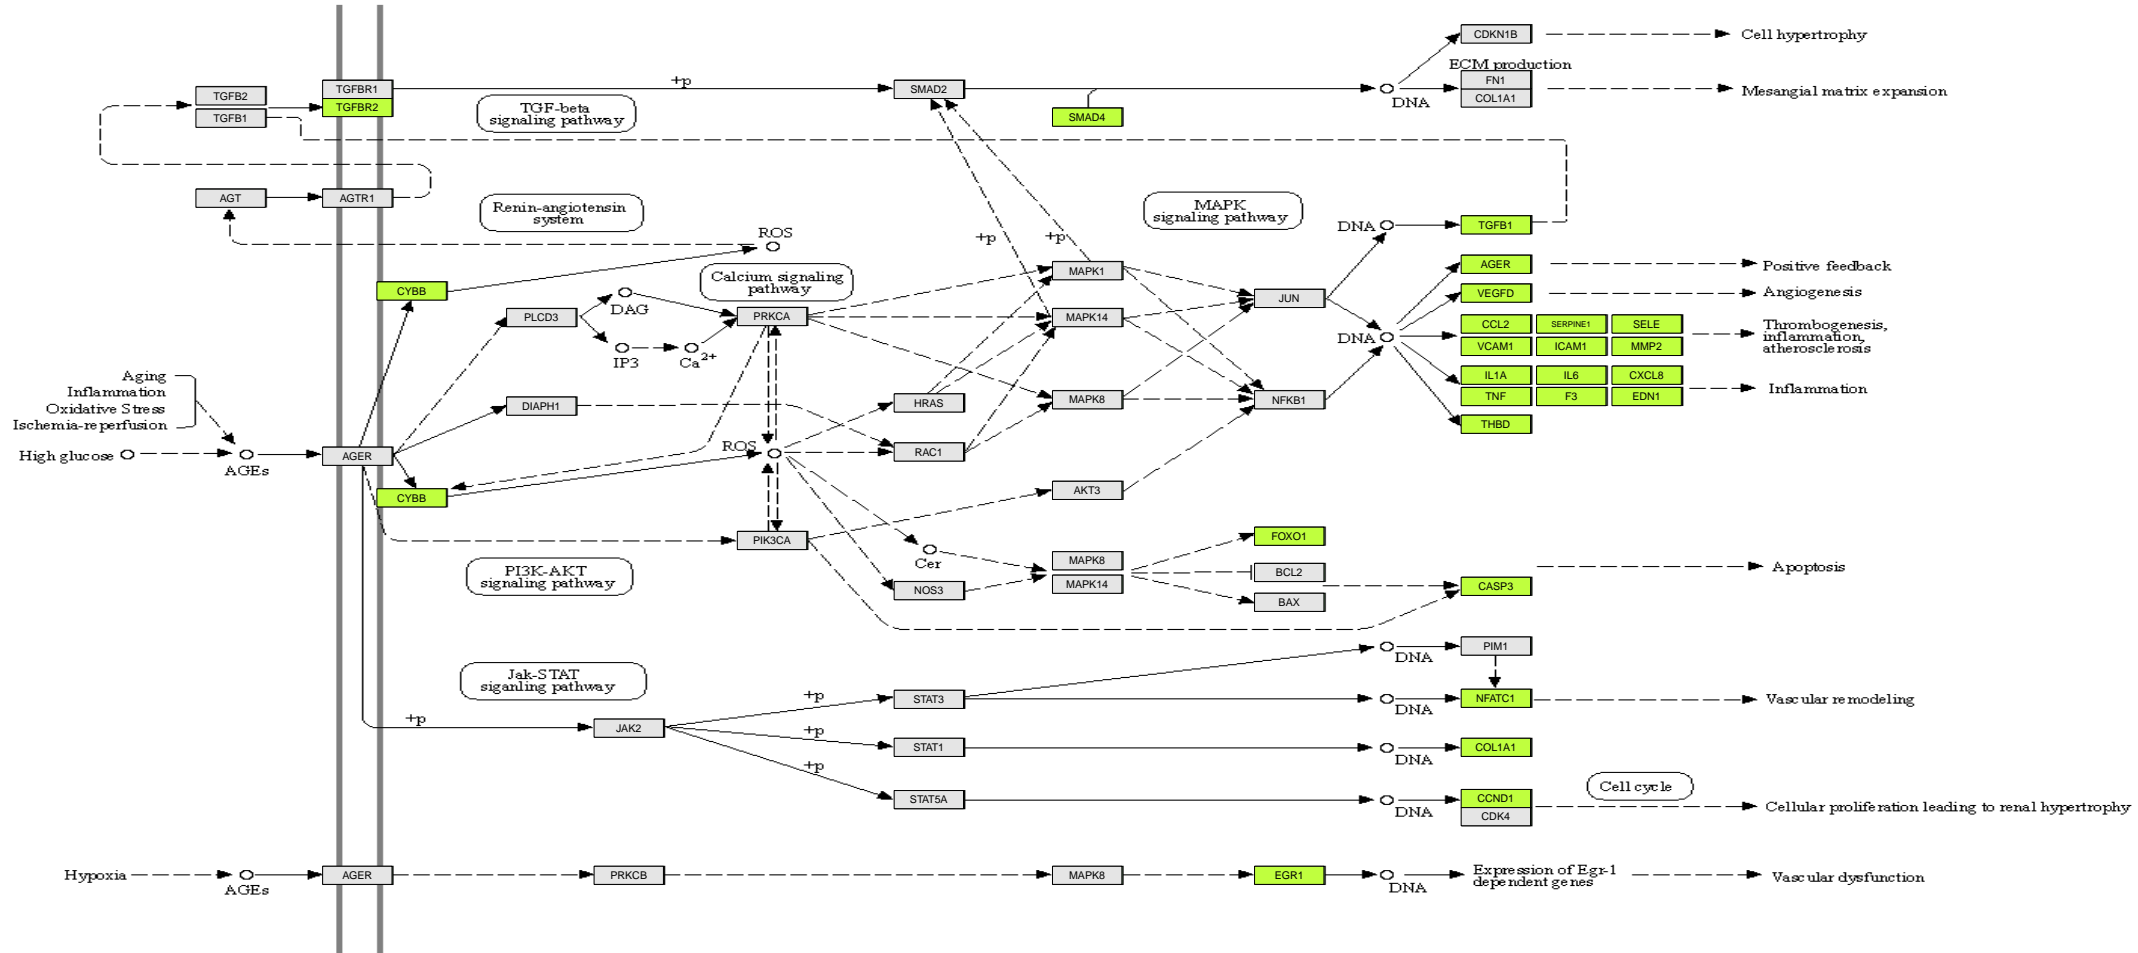 CDKN1B
Cell hypertrophy
ECM production
+p
TGFB2
TGFBR1
SMAD2
FN1
TGFBR2
COL1A1
Mesangial matrix expansion
DNA
TGFB1
TGF-beta
signaling pathway
SMAD4
AGT
AGTR1
Renin-angiotensin
system
MAPK
signaling pathway
ROS
+p
+p
DNA
TGFB1
CYBB
Calcium signaling
pathway
MAPK1
AGER
Positive feedback
VEGFD
Angiogenesis
DAG
PLCD3
PRKCA
MAPK14
JUN
IP3
Ca2+
DNA
CCL2
SERPINE1
SELE
VCAM1
ICAM1
MMP2
Thrombogenesis,
inflammation,
atherosclerosis
Aging
Inflammation
Oxidative Stress
Ischemia-reperfusion
IL1A
IL6
CXCL8
TNF
F3
EDN1
Inflammation
DIAPH1
HRAS
MAPK8
NFKB1
THBD
High glucose
AGEs
AGER
ROS
RAC1
CYBB
AKT3
PIK3CA
FOXO1
PI3K-AKT
signaling pathway
Cer
NOS3
MAPK8
MAPK14
BCL2
BAX
CASP3
Apoptosis
Jak-STAT
siganling pathway
DNA
PIM1
+p
STAT3
DNA
NFATC1
Vascular remodeling
+p
JAK2
+p
STAT1
DNA
COL1A1
+p
STAT5A
DNA
CCND1
CDK4
Cell cycle
Cellular proliferation leading to renal hypertrophy
Hypoxia
AGEs
AGER
PRKCB
MAPK8
EGR1
DNA
Expression of Egr-1
dependent genes
Vascular dysfunction